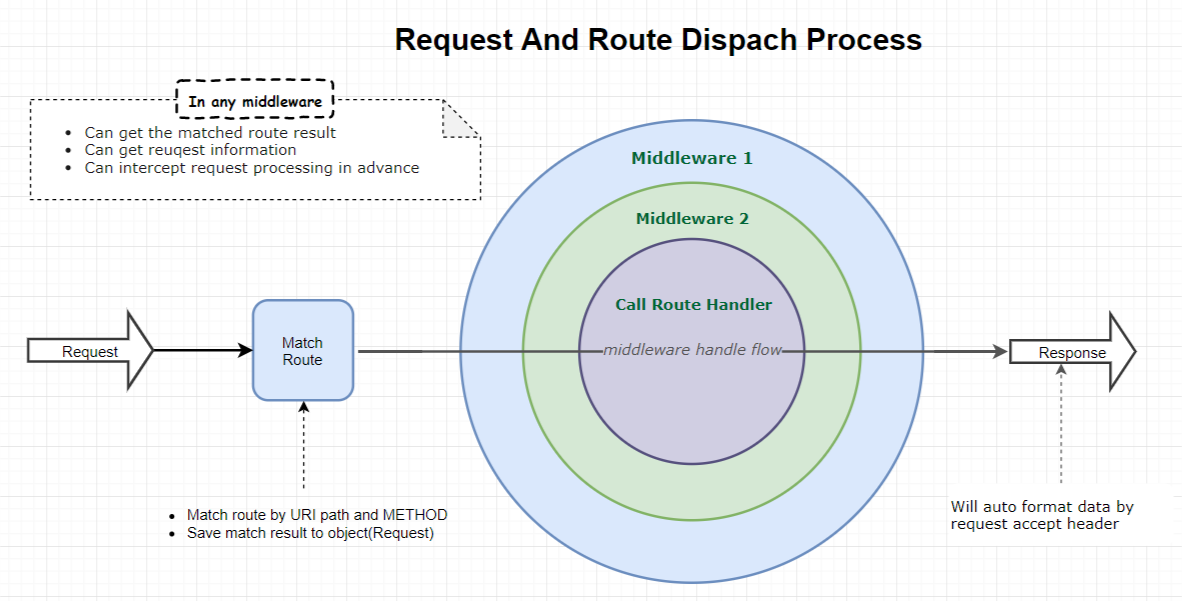 Request And Route Dispach Process
In any middleware
• Can get the matched route result
• Can get reuqest information
• Can intercept request processing in advance
Middleware 1
Middleware 2
Call Route Handler
middleware handle flow
Request
Match
Route
Response
• Match route by URI path and METHOD
• Save match result to object(Request)
Will auto format data by
request accept header